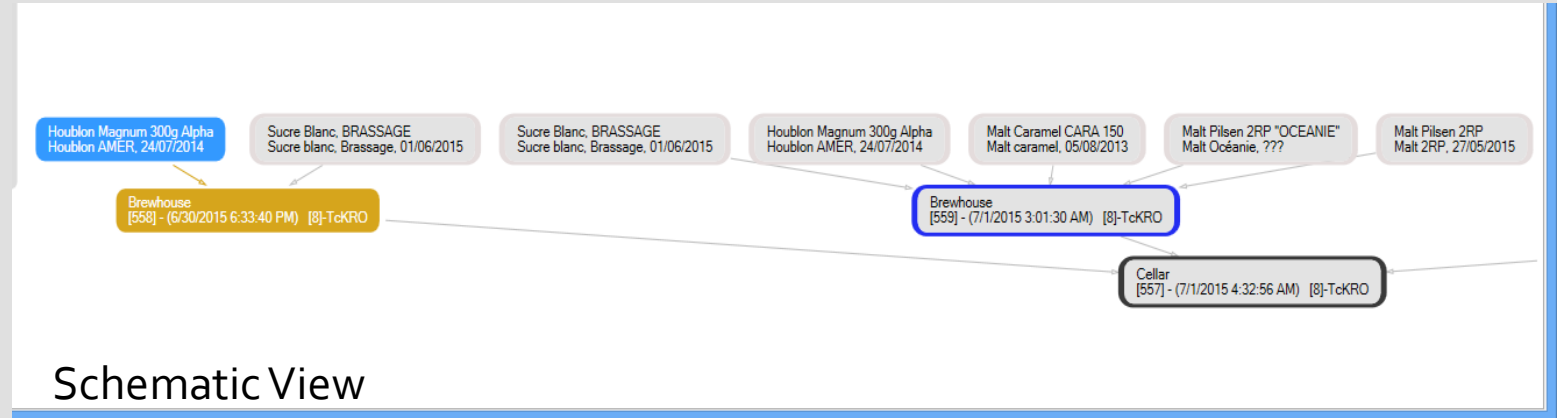 Houblon Magnum 300g Alpha
Houblon AMER, 24/07/2014
Sucre Blanc, BRASSAGE
Sucre blanc, Brassage, 01/06/2015
Sucre Blanc, BRASSAGE
Sucre blanc, Brassage, 01/06/2015
Houblon Magnum 300g Alpha
Houblon AMER, 24/07/2014
Malt Caramel CARA 150
Malt caramel, 05/08/2013
Malt Pilsen 2RP "OCEANIE"
Malt Océanie, ???
Malt Pilsen 2RP
Malt 2RP, 27/05/2015
Brewhouse
[558] - (6/30/2015 6:33:40 PM) [8]-TcKRO
Brewhouse
[559] - (7/1/2015 3:01:30 AM) [8]-TcKRO
Cellar
[557] - (7/1/2015 4:32:56 AM) [8]-TcKRO
Schematic View